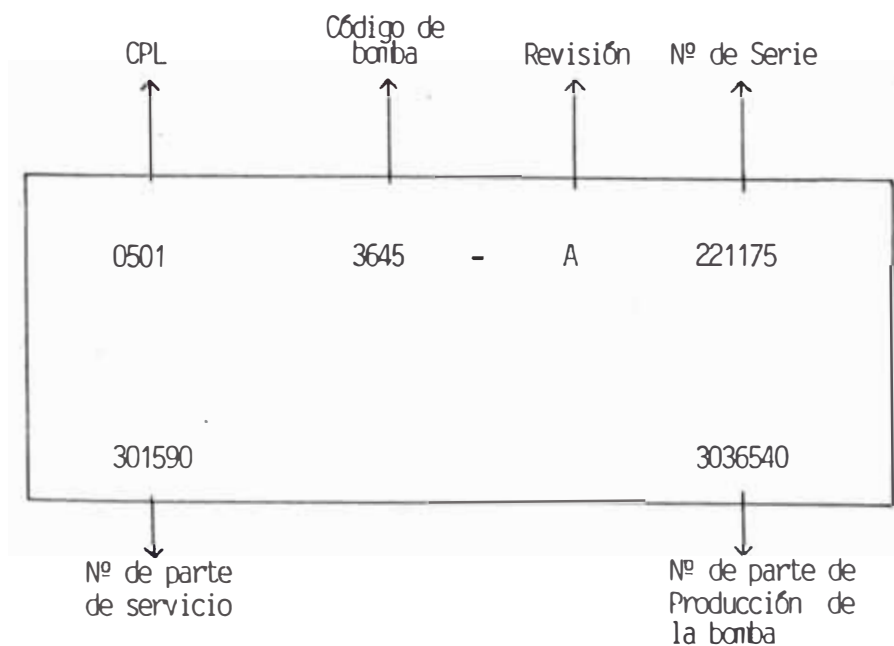 CPL
Código de
bomba
Revisión
Nº de Serie
0501
3645 - A
221175
301590
3036540
Nº de parte
de servicio
Nº de parte de
Producción de
la bomba